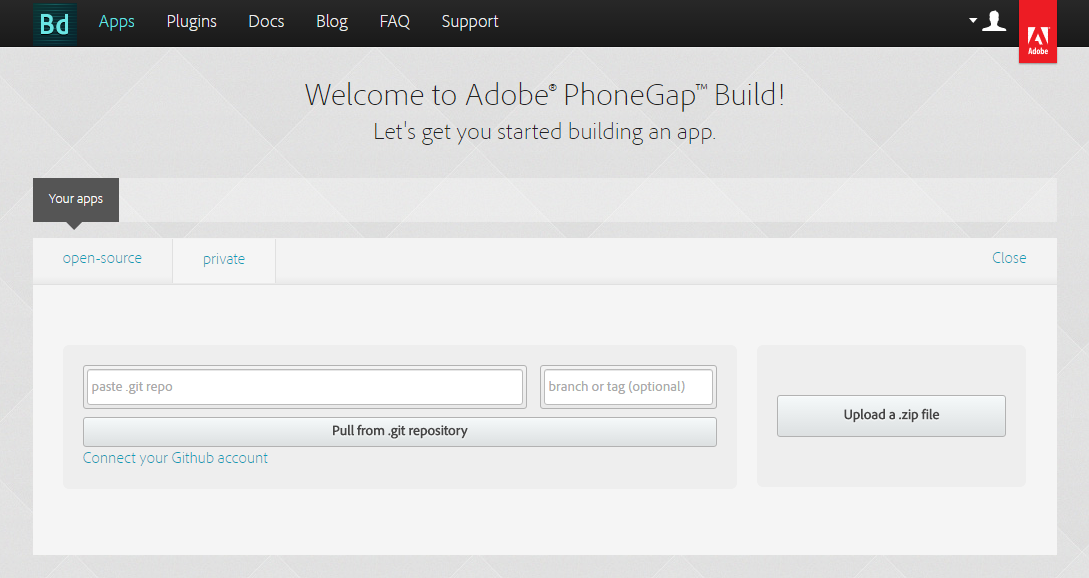 Bd Apps Plugins Docs Blog FAQ Support
Adobe
Welcome to Adobe® PhoneGap™ Build!
Let's get you started building an app.
Your apps
open-source private Close
paste .git repo branch or tag (optional)
Upload a .zip file
Pull from .git repository
Connect your Github account